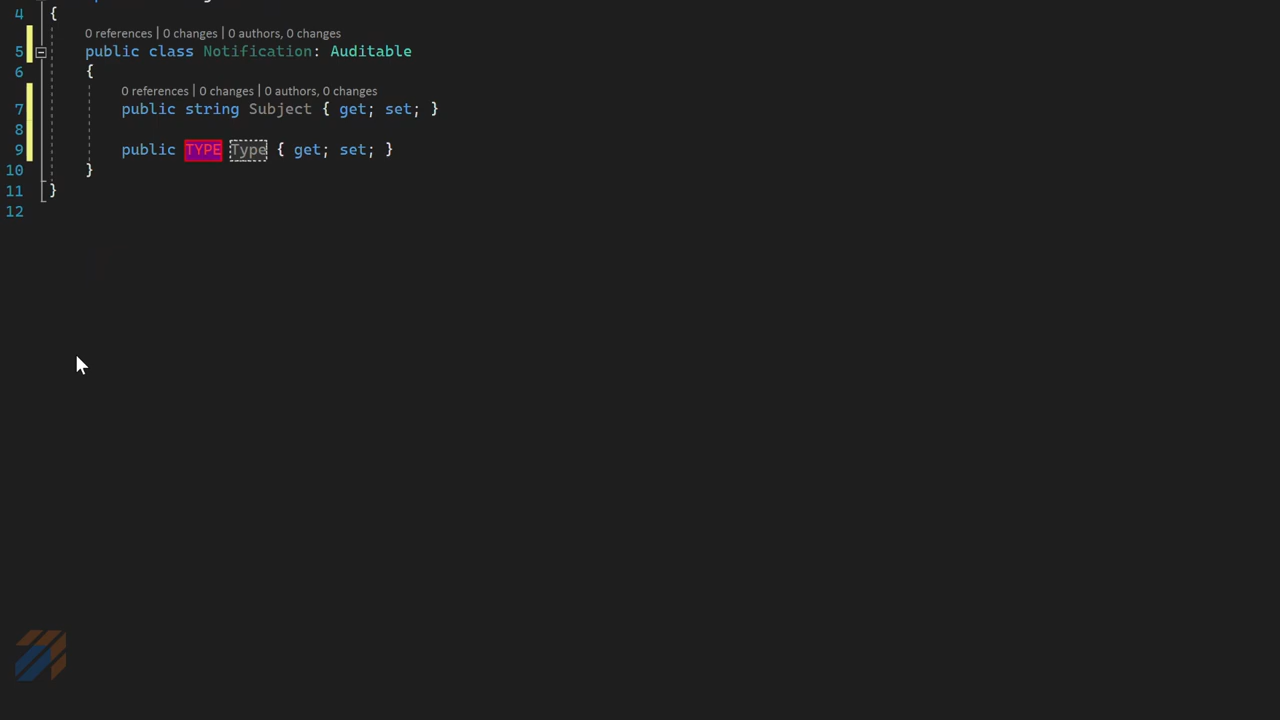 4 {
0 references | 0 changes | 0 authors, 0 changes
5 public class Notification: Auditable
6 {
0 references | 0 changes | 0 authors, 0 changes
7 public string Subject { get; set; }
8
9 public TYPE Type { get; set; }
10 }
11 }
12